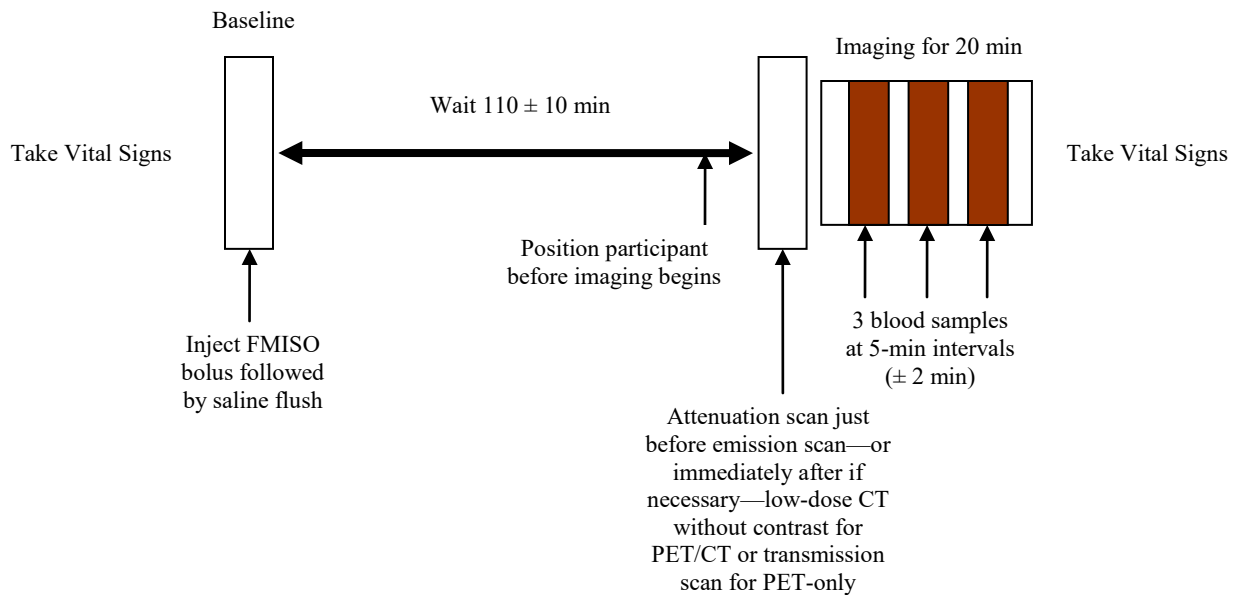 Baseline
Imaging for 20 min
Wait 110 ± 10 min
Take Vital Signs
Take Vital Signs
Position participant
before imaging begins
Inject FMISO
bolus followed
by saline flush
3 blood samples
at 5-min intervals
(± 2 min)
Attenuation scan just
before emission scan—or
immediately after if
necessary—low-dose CT
without contrast for
PET/CT or transmission
scan for PET-only